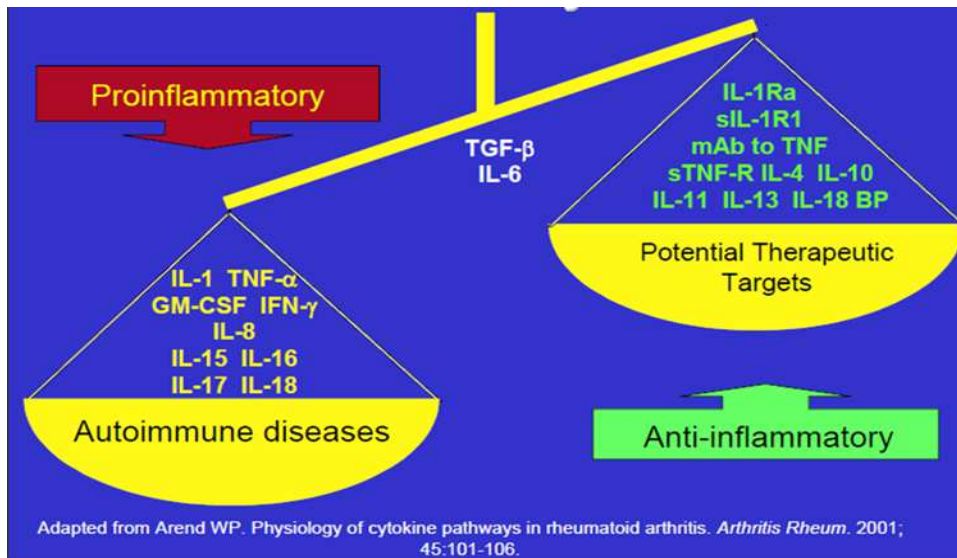 Proinflammatory
TGF-β
IL-6
IL-1Ra
sIL-1R1
mAb to TNF
sTNF-R IL-4 IL-10
IL-11 IL-13 IL-18 BP
Potential Therapeutic
Targets
IL-1 TNF-α
GM-CSF IFN-γ
IL-8
IL-15 IL-16
IL-17 IL-18
Autoimmune diseases
Anti-inflammatory
Adapted from Arend WP. Physiology of cytokine pathways in rheumatoid arthritis. Arthritis Rheum. 2001;
45:101-106.